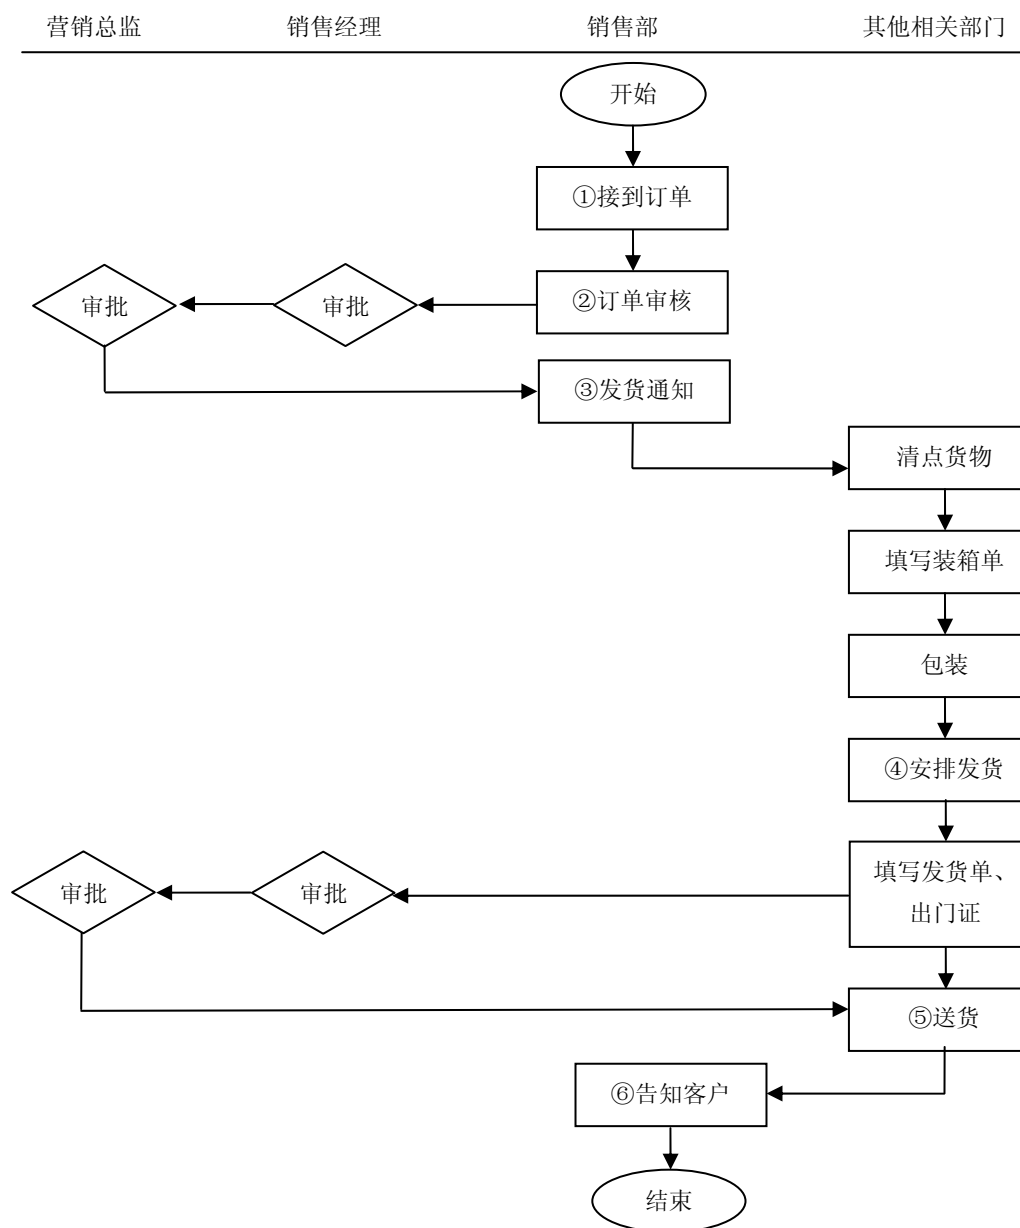 营销总监
销售经理
销售部
其他相关部门
开始
①接到订单
②订单审核
审批
审批
③发货通知
清点货物
填写装箱单
包装
④安排发货
填写发货单、
出门证
审批
审批
⑤送货
⑥告知客户
结束